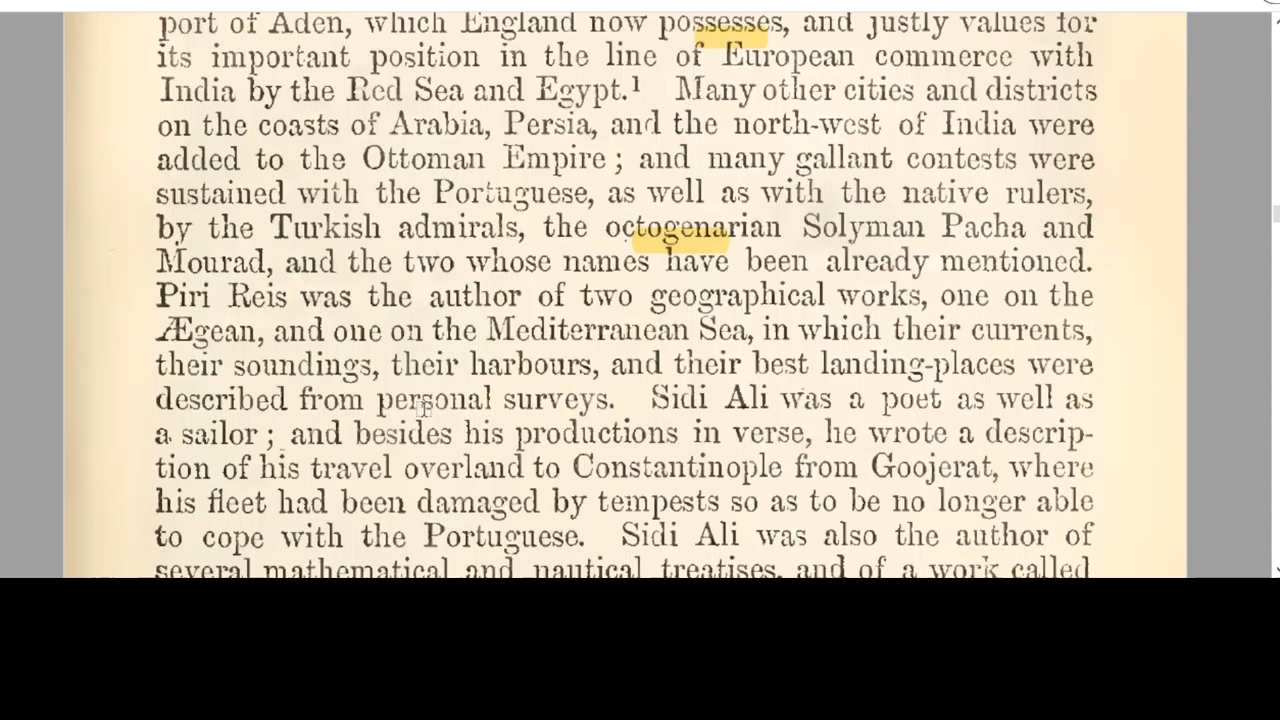 port of Aden, which England now possesses, and justly values for
its important position in the line of European commerce with
India by the Red Sea and Egypt.¹ Many other cities and districts
on the coasts of Arabia, Persia, and the north-west of India were
added to the Ottoman Empire ; and many gallant contests were
sustained with the Portuguese, as well as with the native rulers,
by the Turkish admirals, the octogenarian Solyman Pacha and
Mourad, and the two whose names have been already mentioned.
Piri Reis was the author of two geographical works, one on the
Ægean, and one on the Mediterranean Sea, in which their currents,
their soundings, their harbours, and their best landing-places were
described from personal surveys. Sidi Ali was a poet as well as
a sailor ; and besides his productions in verse, he wrote a descrip-
tion of his travel overland to Constantinople from Goojerat, where
his fleet had been damaged by tempests so as to be no longer able
to cope with the Portuguese. Sidi Ali was also the author of
several mathematical and nautical treatises, and of a work called